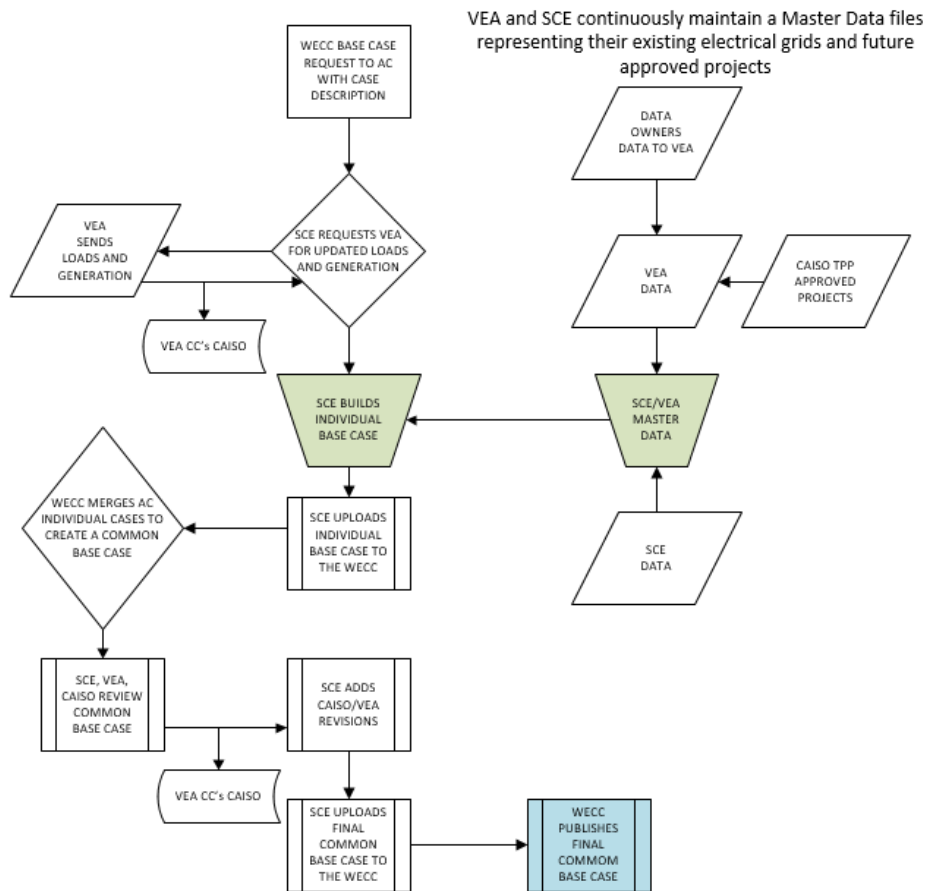 VEA and SCE continuously maintain a Master Data files
representing their existing electrical grids and future
approved projects
WECC BASE CASE
REQUEST TO AC
WITH CASE
DESCRIPTION
DATA
OWNERS
DATA TO VEA
VEA
SENDS
LOADS AND
GENERATION
SCE REQUESTS VEA
FOR UPDATED LOADS
AND GENERATION
VEA
DATA
CAISO TPP
APPROVED
PROJECTS
VEA CC's CAISO
SCE BUILDS
INDIVIDUAL
BASE CASE
SCE/VEA
MASTER
DATA
WECC MERGES AC
INDIVIDUAL CASES TO
CREATE A COMMON
BASE CASE
SCE UPLOADS
INDIVIDUAL
BASE CASE TO
THE WECC
SCE
DATA
SCE, VEA,
CAISO REVIEW
COMMON
BASE CASE
SCE ADDS
CAISO/VEA
REVISIONS
VEA CC's CAISO
SCE UPLOADS
FINAL
COMMON
BASE CASE TO
THE WECC
WECC
PUBLISHES
FINAL
COMMOM
BASE CASE